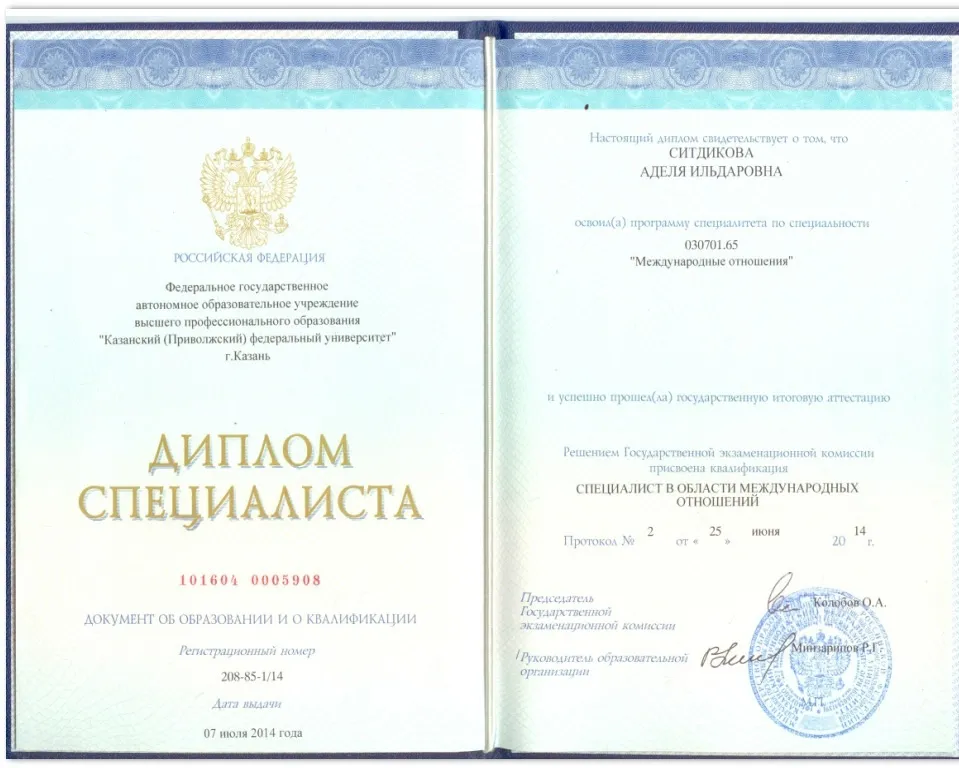 РОССИЙСКАЯ ФЕДЕРАЦИЯ
Федеральное государственное
автономное образовательное учреждение
высшего профессионального образования
"Казанский (Приволжский) федеральный университет"
г.Казань
ДИПЛОМ
СПЕЦИАЛИСТА
101604 0005908
ДОКУМЕНТ ОБ ОБРАЗОВАНИИ И О КВАЛИФИКАЦИИ
Регистрационный номер
208-85-1/14
Дата выдачи
07 июля 2014 года
Настоящий диплом свидетельствует о том, что
СИТДИКОВА
АДЕЛЯ ИЛЬДАРОВНА
освоил(а) программу специалитета по специальности
030701.65
"Международные отношения"
и успешно прошел(ла) государственную итоговую аттестацию
Решением Государственной экзаменационной комиссии
присвоена квалификация
СПЕЦИАЛИСТ В ОБЛАСТИ МЕЖДУНАРОДНЫХ
ОТНОШЕНИЙ
Протокол № 2 от « 25 » июня 20 14 г.
Председатель
Государственной
экзаменационной комиссии
Колобов О.А.
Руководитель образовательной
организации
Минзарипов Р.Г.
М.П.